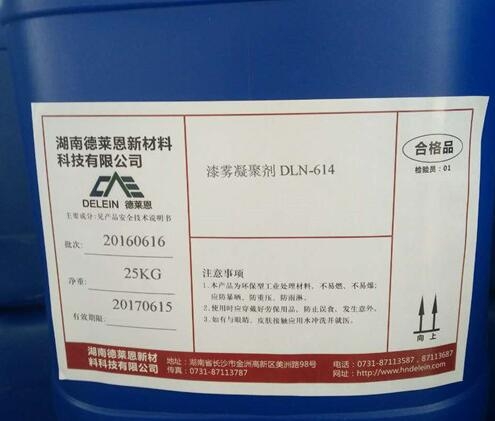 湖南德莱恩新材料
科技有限公司
DELEIN 德莱恩
主要成分:见产品安全技术说明书
批次: 20160616
净重: 25KG
有效期限: 20170615
漆雾凝聚剂 DLN-614
合格品
检验员:01
注意事项
1.本产品为环保型工业处理材料,不易燃、不易爆;
应防暴晒、防重压、防雨淋。
2.使用时应穿戴好劳保用品,防止误食、发生意外。
3.如有与眼睛、皮肤接触应用水冲洗并就医。
向上
湖南德莱恩新材
料科技有限公司
地址:湖南省长沙市金洲高新区美洲路98号
传真:0731-87113787
电话:0731-87113587、87113687
网址:http://www.hndelein.com